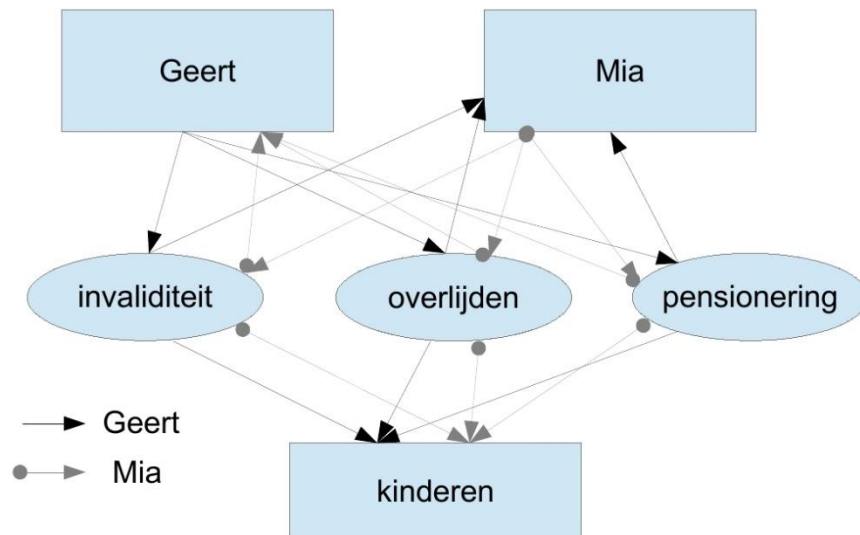 Geert
Mia
invaliditeit
overlijden
pensionering
Geert
Mia
kinderen